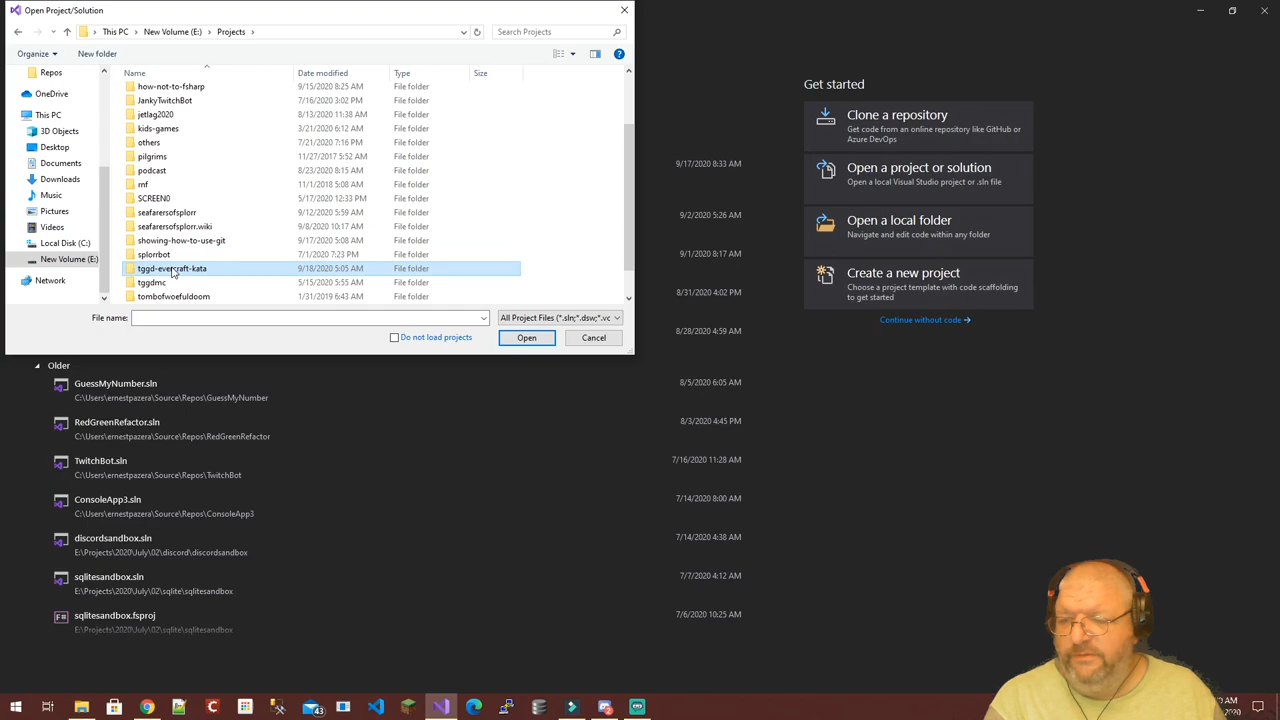 Open Project/Solution
This PC > New Volume (E:) > Projects >
Search Projects
Organize
New folder
Name
Date modified
Type
Size
Repos
OneDrive
This PC
3D Objects
Desktop
Documents
Downloads
Music
Pictures
Videos
Local Disk (C:)
New Volume (E:)
Network
how-not-to-fsharp 9/15/2020 8:25 AM File folder
JankyTwitchBot 7/16/2020 3:02 PM File folder
jetlag2020 8/13/2020 11:38 AM File folder
kids-games 3/21/2020 6:12 AM File folder
others 7/21/2020 7:16 PM File folder
pilgrims 11/27/2017 5:52 AM File folder
podcast 8/23/2020 8:15 AM File folder
rnf 11/1/2018 5:08 AM File folder
SCREEN0 5/17/2020 12:33 PM File folder
seafarersofsplorr 9/12/2020 5:59 AM File folder
seafarersofsplorr.wiki 9/8/2020 10:17 AM File folder
showing-how-to-use-git 9/17/2020 5:08 AM File folder
splorrbot 7/1/2020 7:23 PM File folder
tggd-evercraft-kata 9/18/2020 5:05 AM File folder
tggdmc 5/15/2020 5:55 AM File folder
tombofwoefuldoom 1/31/2019 6:43 AM File folder
File name:
All Project Files (*.sln;*.dsw;*.vc
Do not load projects
Open
Cancel
9/17/2020 8:33 AM
9/2/2020 5:26 AM
9/1/2020 8:17 AM
8/31/2020 4:02 PM
8/28/2020 4:59 AM
Older
GuessMyNumber.sln 8/5/2020 6:05 AM
C:\Users\ernestpazera\Source\Repos\GuessMyNumber
RedGreenRefactor.sln 8/3/2020 4:45 PM
C:\Users\ernestpazera\Source\Repos\RedGreenRefactor
TwitchBot.sln 7/16/2020 11:28 AM
C:\Users\ernestpazera\Source\Repos\TwitchBot
ConsoleApp3.sln 7/14/2020 8:00 AM
C:\Users\ernestpazera\Source\Repos\ConsoleApp3
discordsandbox.sln 7/14/2020 4:38 AM
E:\Projects\2020\July\02\discord\discordsandbox
sqlitesandbox.sln 7/7/2020 4:12 AM
E:\Projects\2020\July\02\sqlite\sqlitesandbox
sqlitesandbox.fsproj 7/6/2020 10:25 AM
E:\Projects\2020\July\02\sqlite\sqlitesandbox
Get started
Clone a repository
Get code from an online repository like GitHub or
Azure DevOps
Open a project or solution
Open a local Visual Studio project or .sln file
Open a local folder
Navigate and edit code within any folder
Create a new project
Choose a project template with code scaffolding
to get started
Continue without code →
43